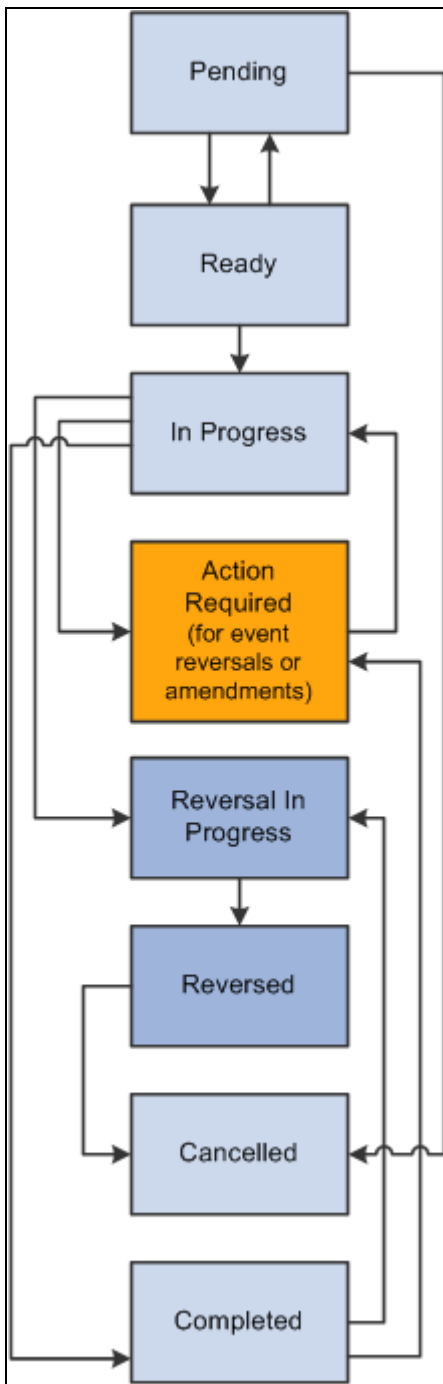 Pending
Ready
In Progress
Action
Required
(for event
reversals or
amendments)
Reversal In
Progress
Reversed
Cancelled
Completed